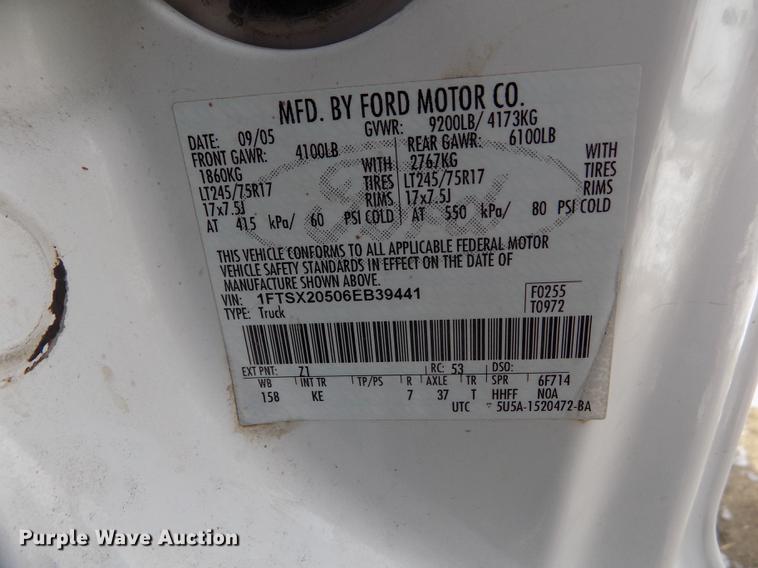 MFD. BY FORD MOTOR CO.
DATE: 09/05 GVWR: 9200LB/ 4173KG
FRONT GAWR: 4100LB REAR GAWR: 6100LB
1860KG WITH 2767KG WITH
LT245/75R17 TIRES LT245/75R17 TIRES
17x7.5J RIMS 17x7.5J RIMS
AT 415 kPa/ 60 PSI COLD AT 550 kPa/ 80 PSI COLD
Ford
THIS VEHICLE CONFORMS TO ALL APPLICABLE FEDERAL MOTOR
VEHICLE SAFETY STANDARDS IN EFFECT ON THE DATE OF
MANUFACTURE SHOWN ABOVE.
VIN: 1FTSX20506EB39441 F0255
TYPE: Truck T0972
EXT PNT: Z1 RC: 53 DSO:
WB INT TR TP/PS R AXLE TR SPR 6F714
158 KE 7 37 T HHFF NOA
UTC 5U5A-1520472-BA
Purple Wave Auction